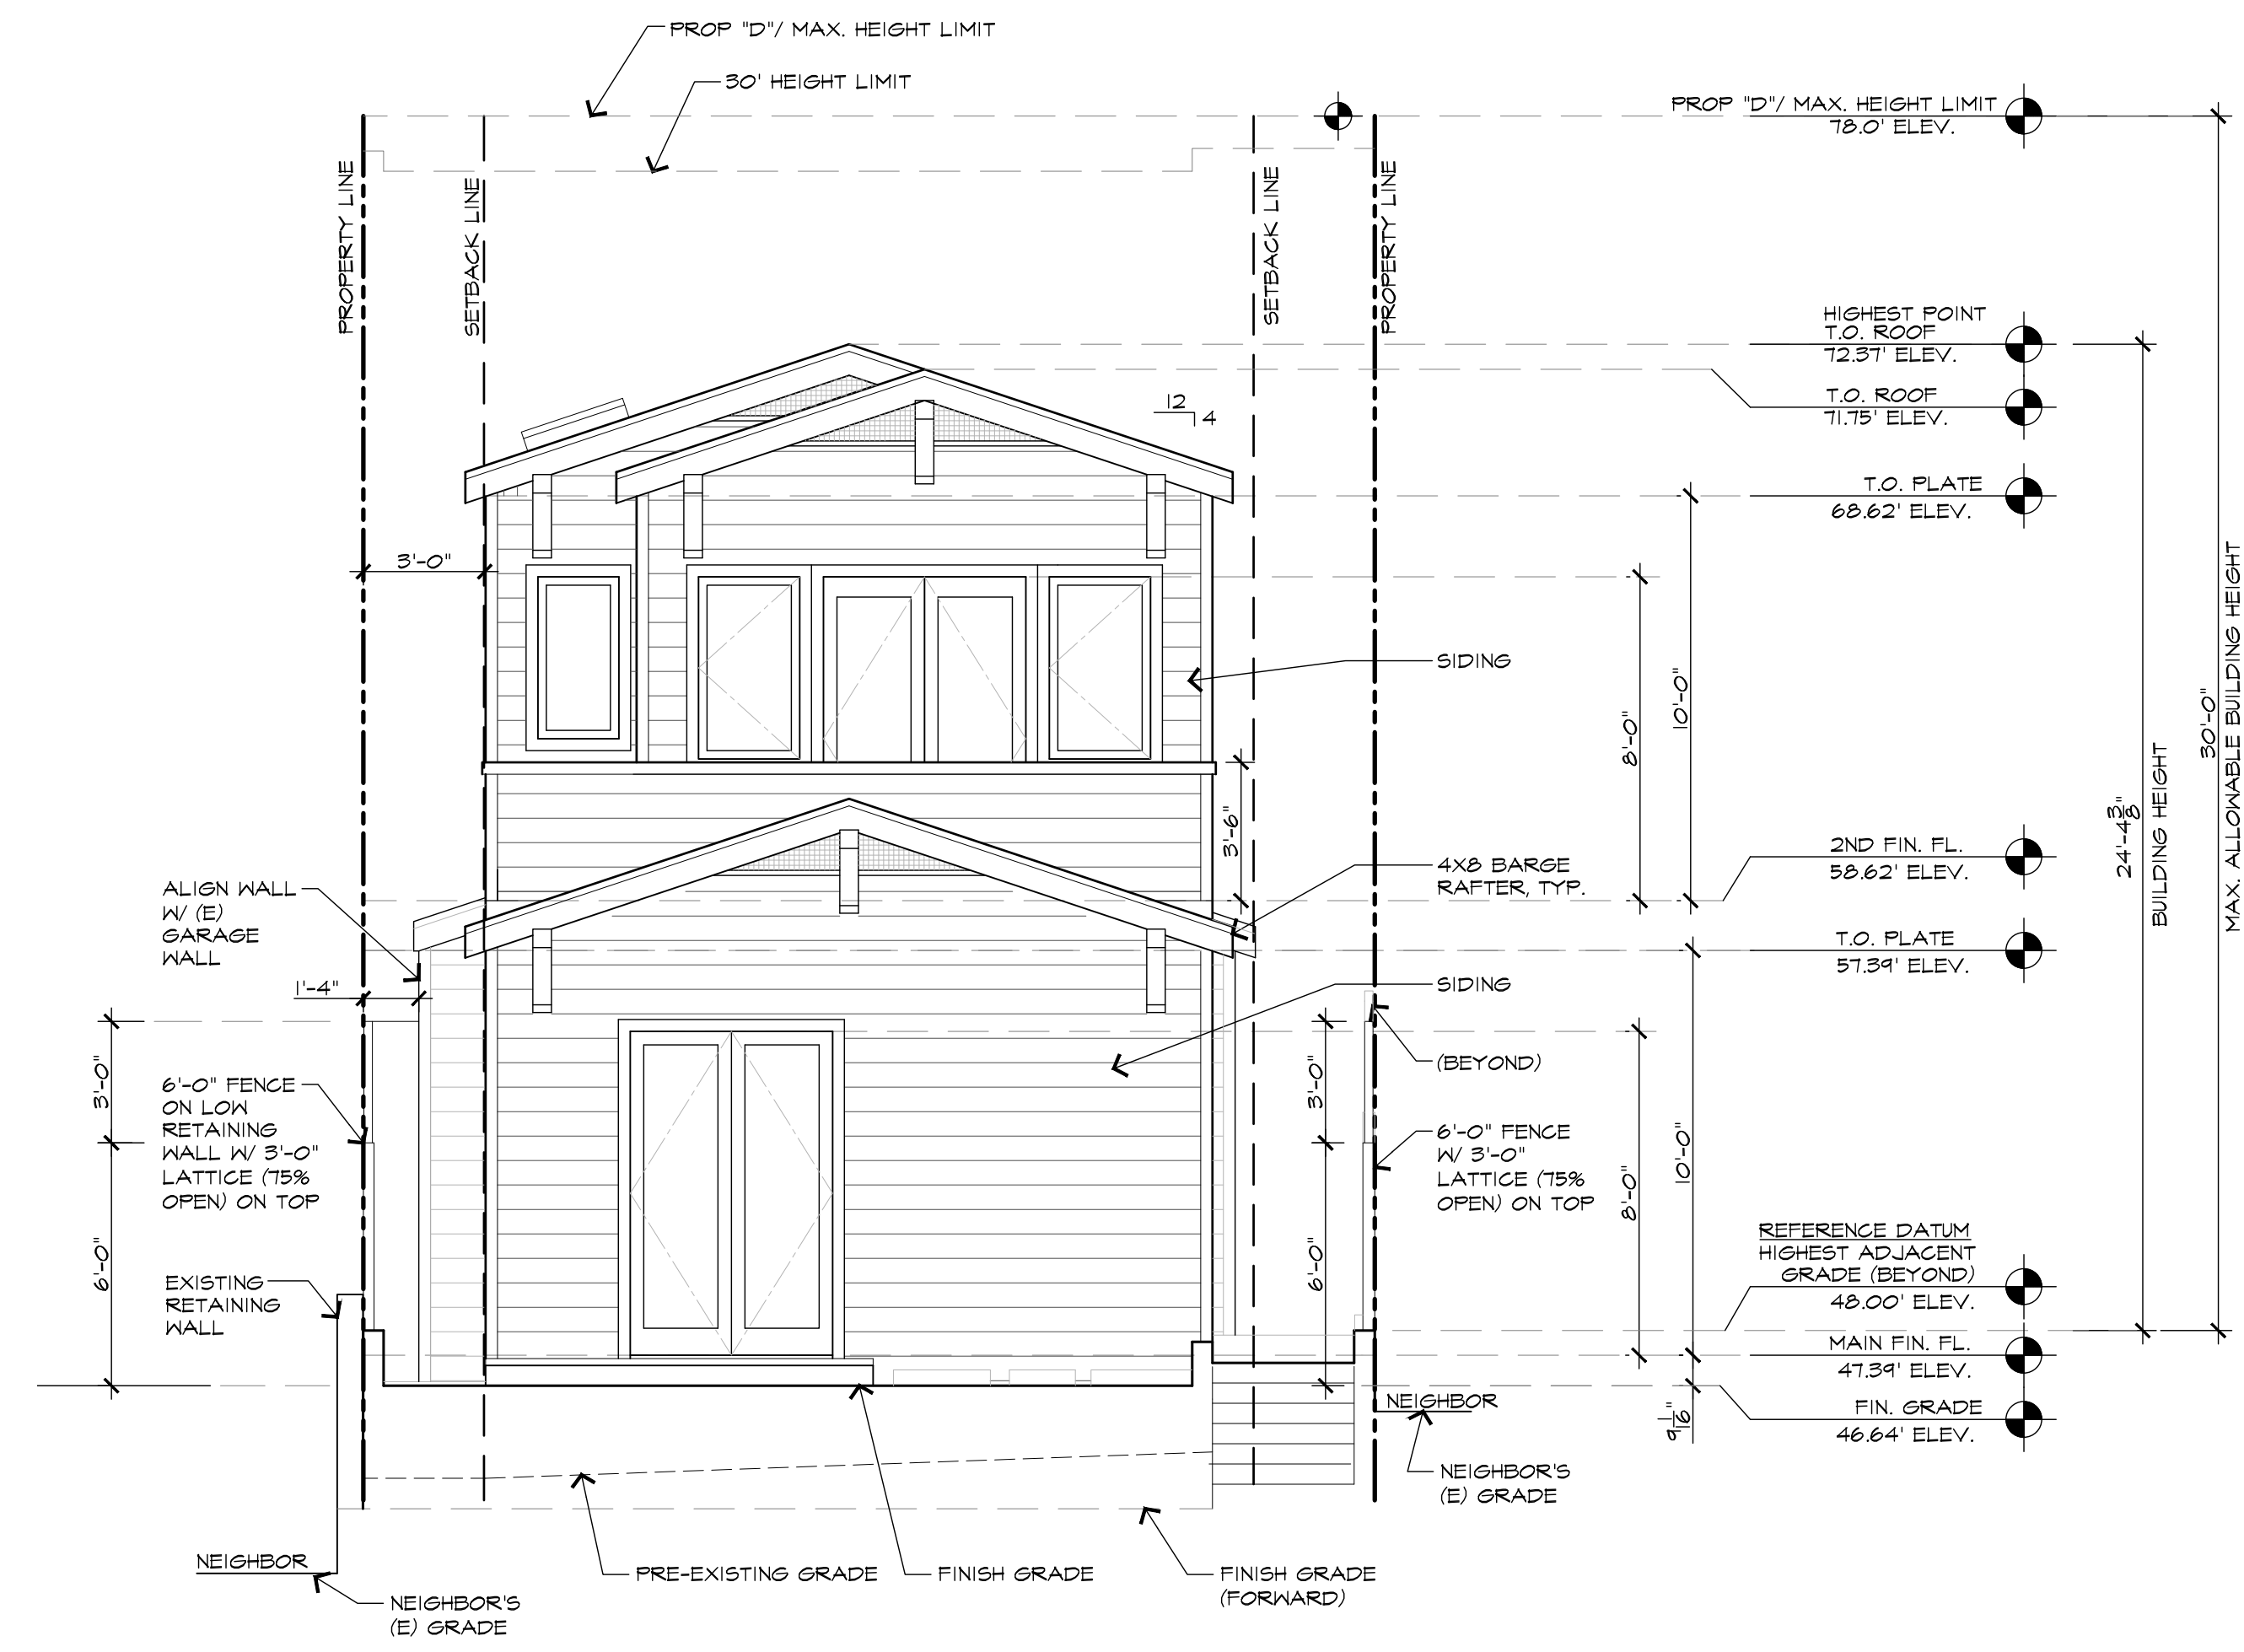 PROP "D"/ MAX. HEIGHT LIMIT
30' HEIGHT LIMIT
PROP "D"/ MAX. HEIGHT LIMIT
78.0' ELEV.
PROPERTY LINE
SETBACK LINE
SETBACK LINE
PROPERTY LINE
HIGHEST POINT
T.O. ROOF
72.37' ELEV.
T.O. ROOF
71.75' ELEV.
12
4
T.O. PLATE
68.62' ELEV.
3'-0"
SIDING
8'-0"
10'-0"
30'-0"
MAX. ALLOWABLE BUILDING HEIGHT
24'-4 3/8"
BUILDING HEIGHT
3'-6"
2ND FIN. FL.
58.62' ELEV.
4X8 BARGE
RAFTER, TYP.
ALIGN WALL
W/ (E)
GARAGE
WALL
T.O. PLATE
57.39' ELEV.
1'-4"
SIDING
3'-0"
6'-0"
6'-0" FENCE
ON LOW
RETAINING
WALL W/ 3'-0"
LATTICE (75%
OPEN) ON TOP
(BEYOND)
3'-0"
6'-0"
6'-0" FENCE
W/ 3'-0"
LATTICE (75%
OPEN) ON TOP
8'-0"
10'-0"
EXISTING
RETAINING
WALL
REFERENCE DATUM
HIGHEST ADJACENT
GRADE (BEYOND)
48.00' ELEV.
MAIN FIN. FL.
47.39' ELEV.
9 1/16"
FIN. GRADE
46.64' ELEV.
NEIGHBOR
NEIGHBOR'S
(E) GRADE
NEIGHBOR
NEIGHBOR'S
(E) GRADE
PRE-EXISTING GRADE
FINISH GRADE
FINISH GRADE
(FORWARD)